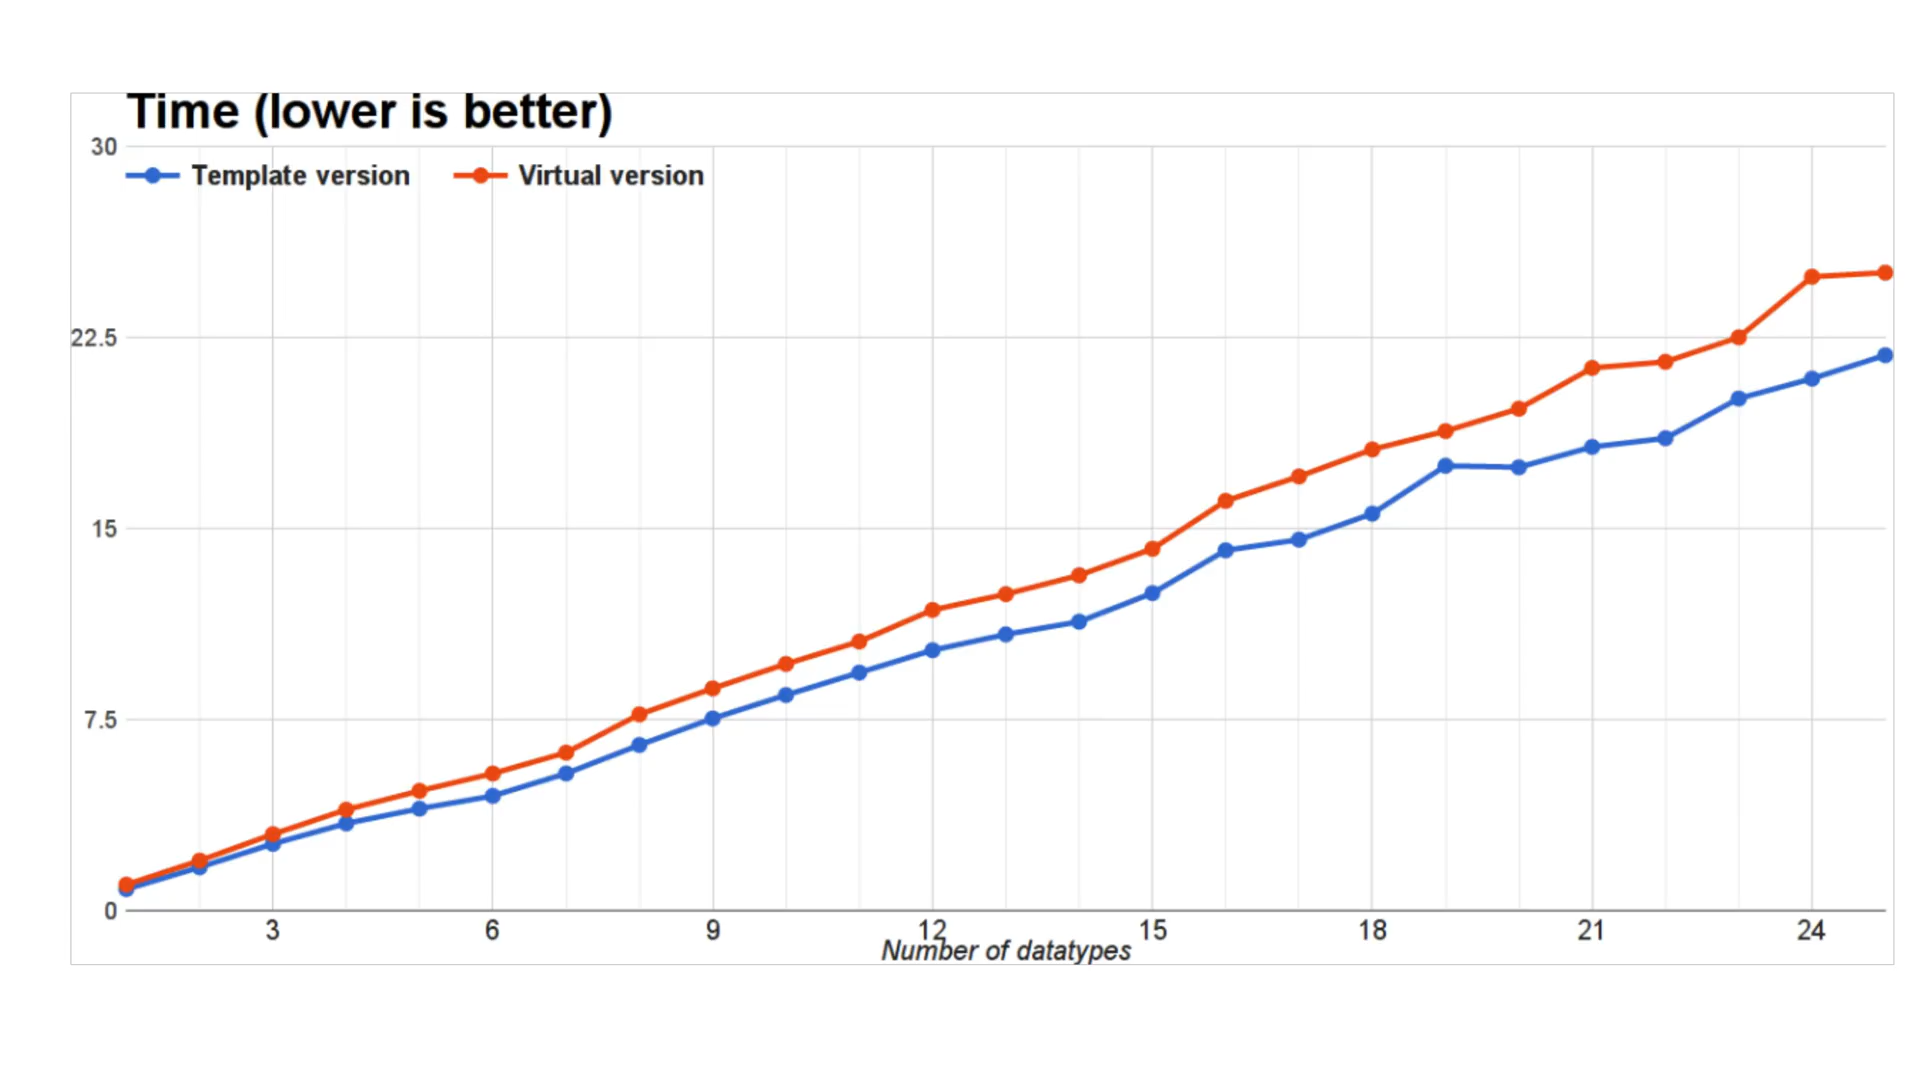 Time (lower is better)
30
Template version Virtual version
22.5
15
7.5
0
3 6 9 12 15 18 21 24
Number of datatypes